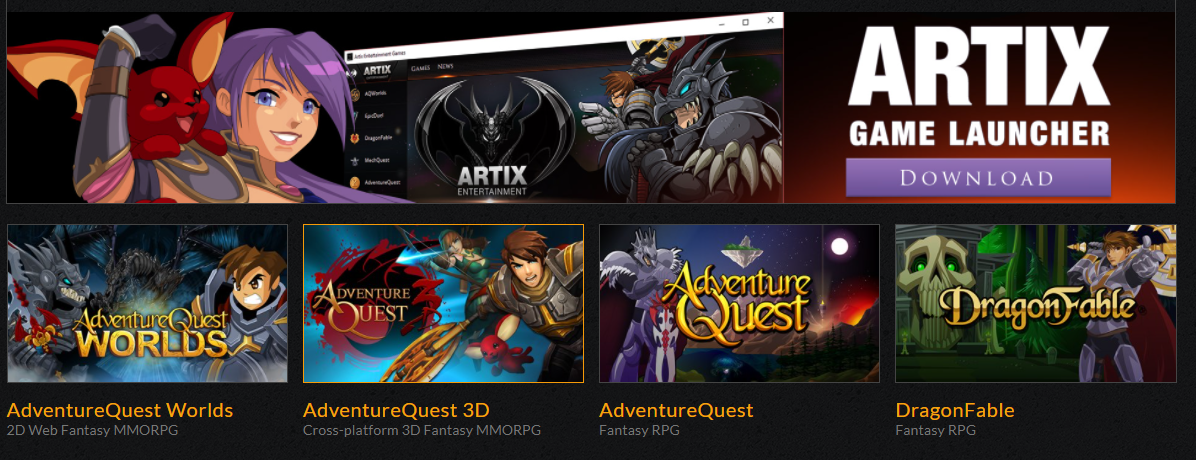 Artix Entertainment Games
ARTIX
ENTERTAINMENT
GAMES NEWS
AQWorlds
EpicDuel
DragonFable
MechQuest
AdventureQuest
ARTIX
ENTERTAINMENT
ARTIX
GAME LAUNCHER
DOWNLOAD
AdventureQuest
WORLDS
ADVENTURE
QUEST
Adventure
Quest
DragonFable
AdventureQuest Worlds
2D Web Fantasy MMORPG
AdventureQuest 3D
Cross-platform 3D Fantasy MMORPG
AdventureQuest
Fantasy RPG
DragonFable
Fantasy RPG